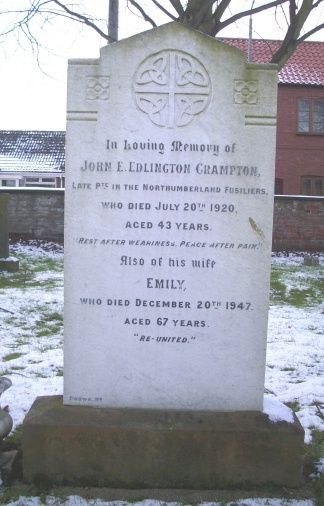 In Loving Memory of
JOHN E. EDLINGTON CRAMPTON,
LATE PTE IN THE NORTHUMBERLAND FUSILIERS,
WHO DIED JULY 20TH 1920,
AGED 43 YEARS.
(REST AFTER WEARINESS, PEACE AFTER PAIN.)
Also of his wife
EMILY,
WHO DIED DECEMBER 20TH 1947.
AGED 67 YEARS.
"RE-UNITED."